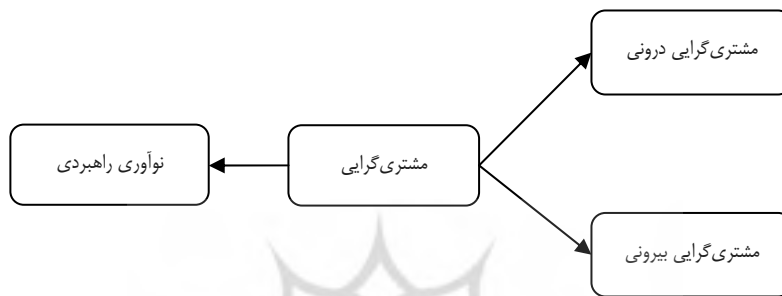 مشتری‌گرایی درونی
مشتری‌گرایی
نوآوری راهبردی
مشتری‌گرایی بیرونی